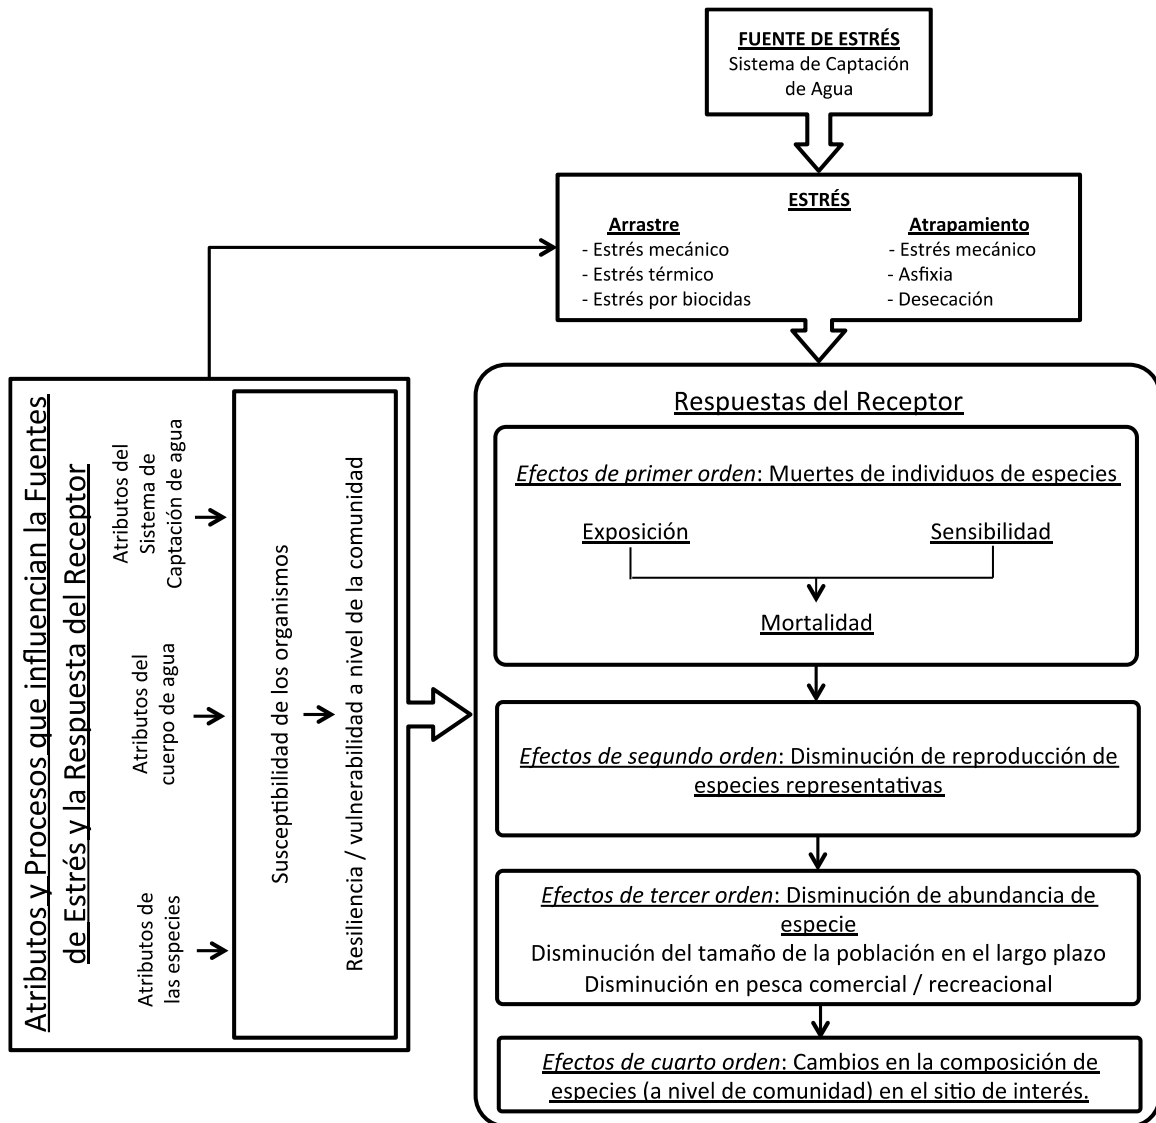 FUENTE DE ESTRÉS
Sistema de Captación
de Agua
ESTRÉS
Arrastre
- Estrés mecánico
- Estrés térmico
- Estrés por biocidas
Atrapamiento
- Estrés mecánico
- Asfixia
- Desecación
Atributos y Procesos que influencian la Fuentes
de Estrés y la Respuesta del Receptor
Atributos del
Sistema de
Captación de agua
Atributos del
cuerpo de agua
Atributos de
las especies
Susceptibilidad de los organismos
Resiliencia / vulnerabilidad a nivel de la comunidad
Respuestas del Receptor
Efectos de primer orden: Muertes de individuos de especies
Exposición
Sensibilidad
Mortalidad
Efectos de segundo orden: Disminución de reproducción de
especies representativas
Efectos de tercer orden: Disminución de abundancia de
especie
Disminución del tamaño de la población en el largo plazo
Disminución en pesca comercial / recreacional
Efectos de cuarto orden: Cambios en la composición de
especies (a nivel de comunidad) en el sitio de interés.